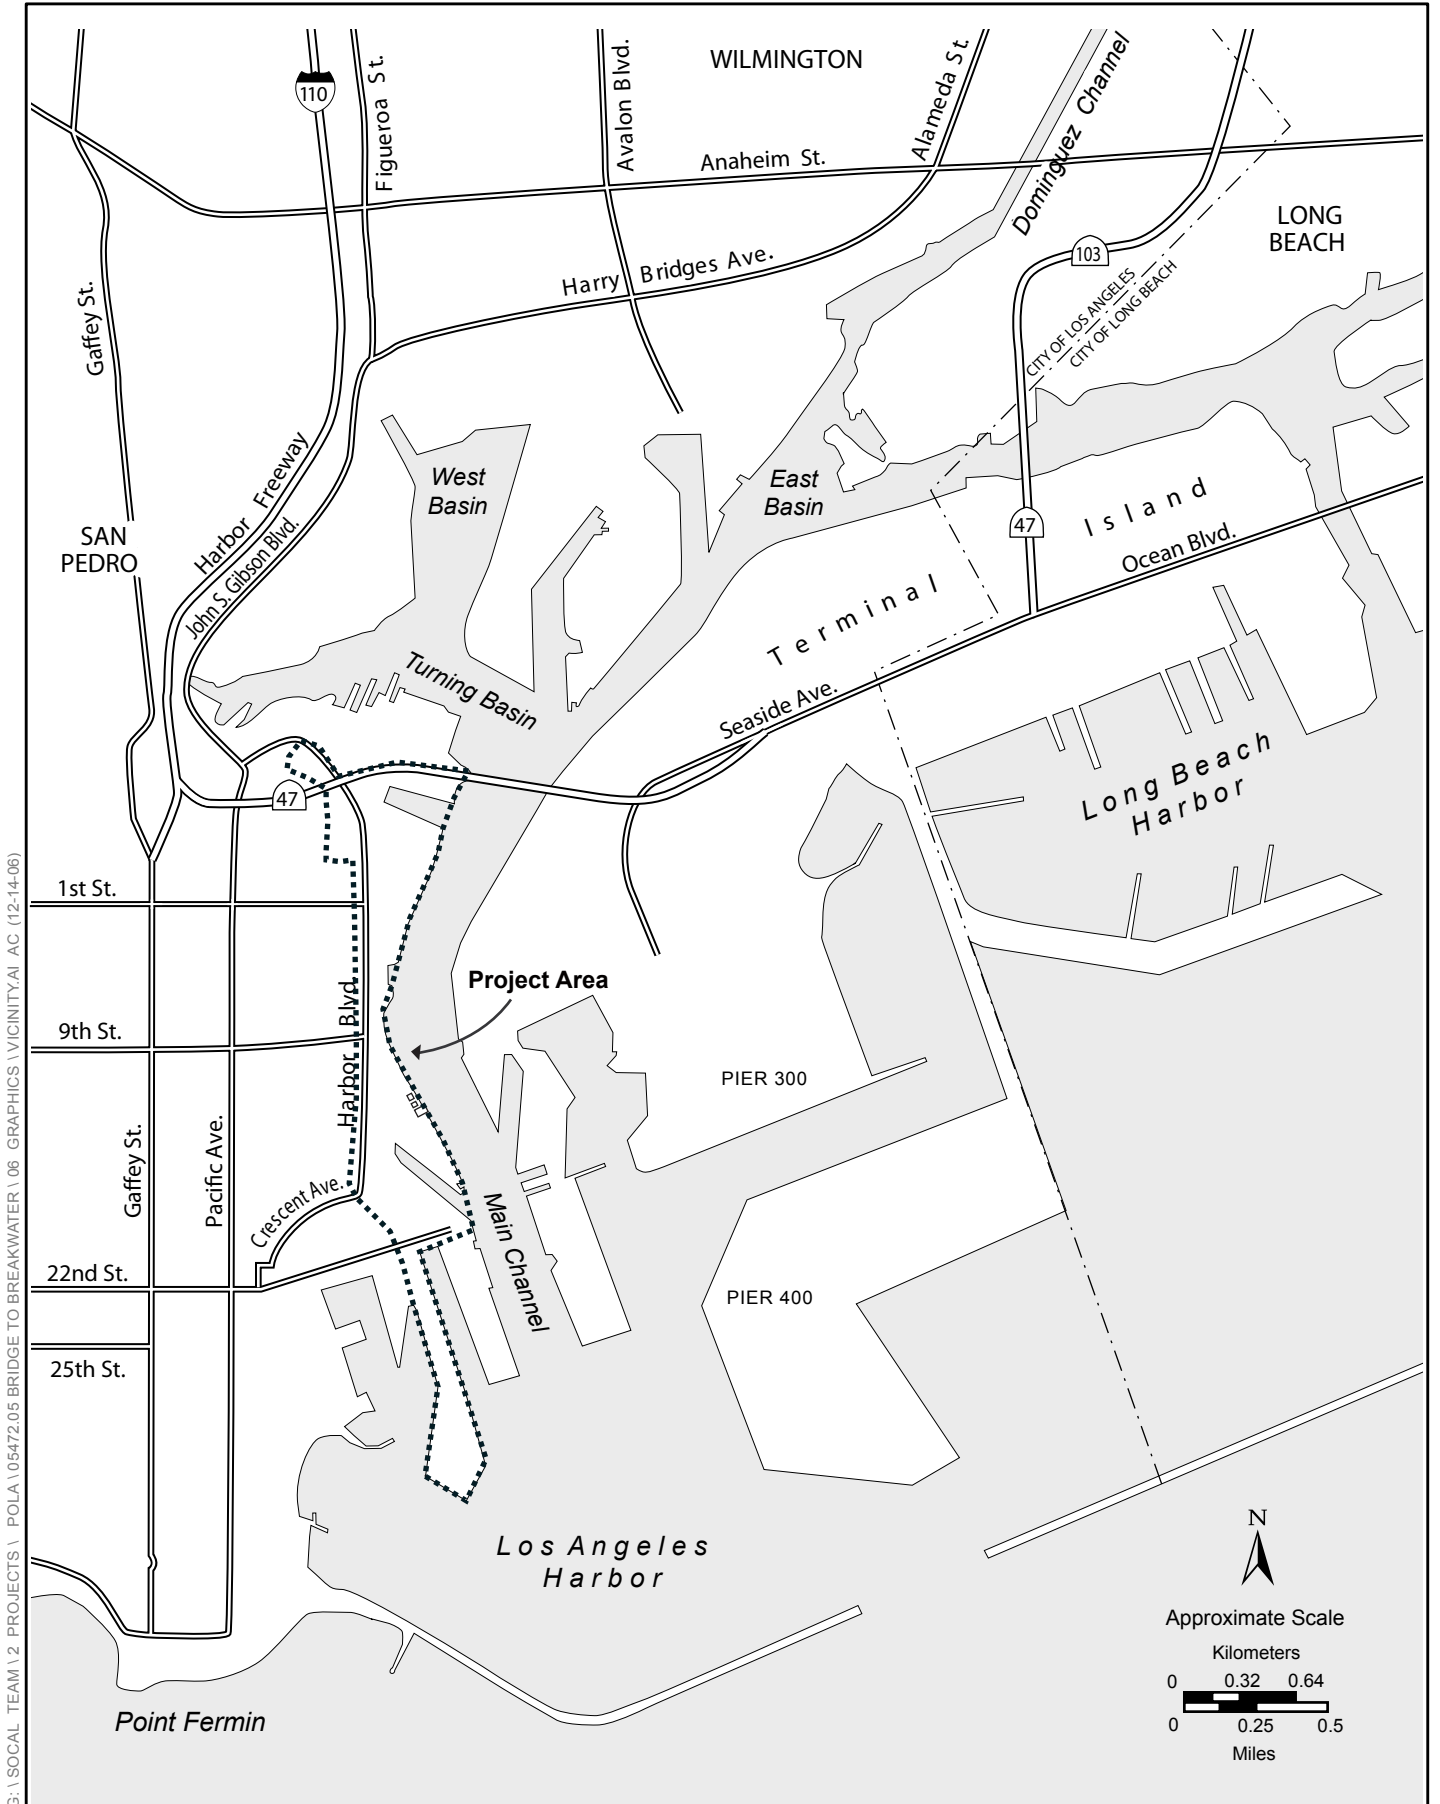 WILMINGTON
110
Figueroa St.
Avalon Blvd.
Alameda St.
Dominguez Channel
Anaheim St.
LONG
BEACH
103
Harry Bridges Ave.
Gaffey St.
CITY OF LOS ANGELES
CITY OF LONG BEACH
Harbor Freeway
John S. Gibson Blvd.
West
Basin
East
Basin
SAN
PEDRO
47
Island
Ocean Blvd.
Terminal
Turning Basin
Seaside Ave.
Long Beach
Harbor
47
1st St.
Project Area
Harbor Blvd.
9th St.
PIER 300
Gaffey St.
Pacific Ave.
Crescent Ave.
Main Channel
22nd St.
PIER 400
25th St.
Los Angeles
Harbor
N
Approximate Scale
Kilometers
0 0.32 0.64
0 0.25 0.5
Miles
Point Fermin
G: \ SOCAL TEAM \ 2 PROJECTS \ POLA \ 05472.05 BRIDGE TO BREAKWATER \ 06 GRAPHICS \ VICINITY.AI AC (12-14-06)